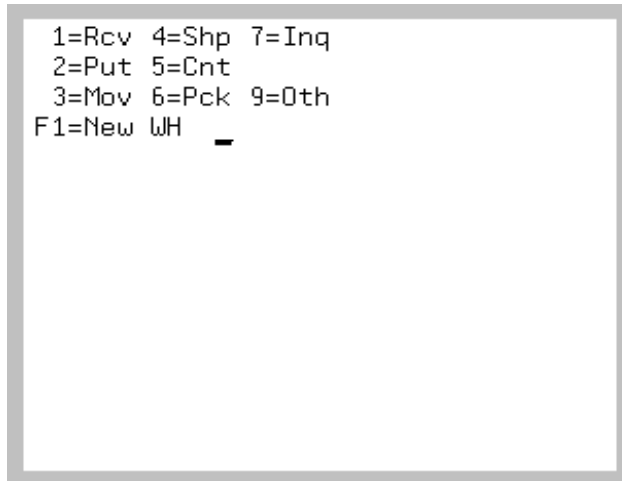 1=Rcv 4=Shp 7=Inq
2=Put 5=Cnt
3=Mov 6=Pck 9=Oth
F1=New WH _